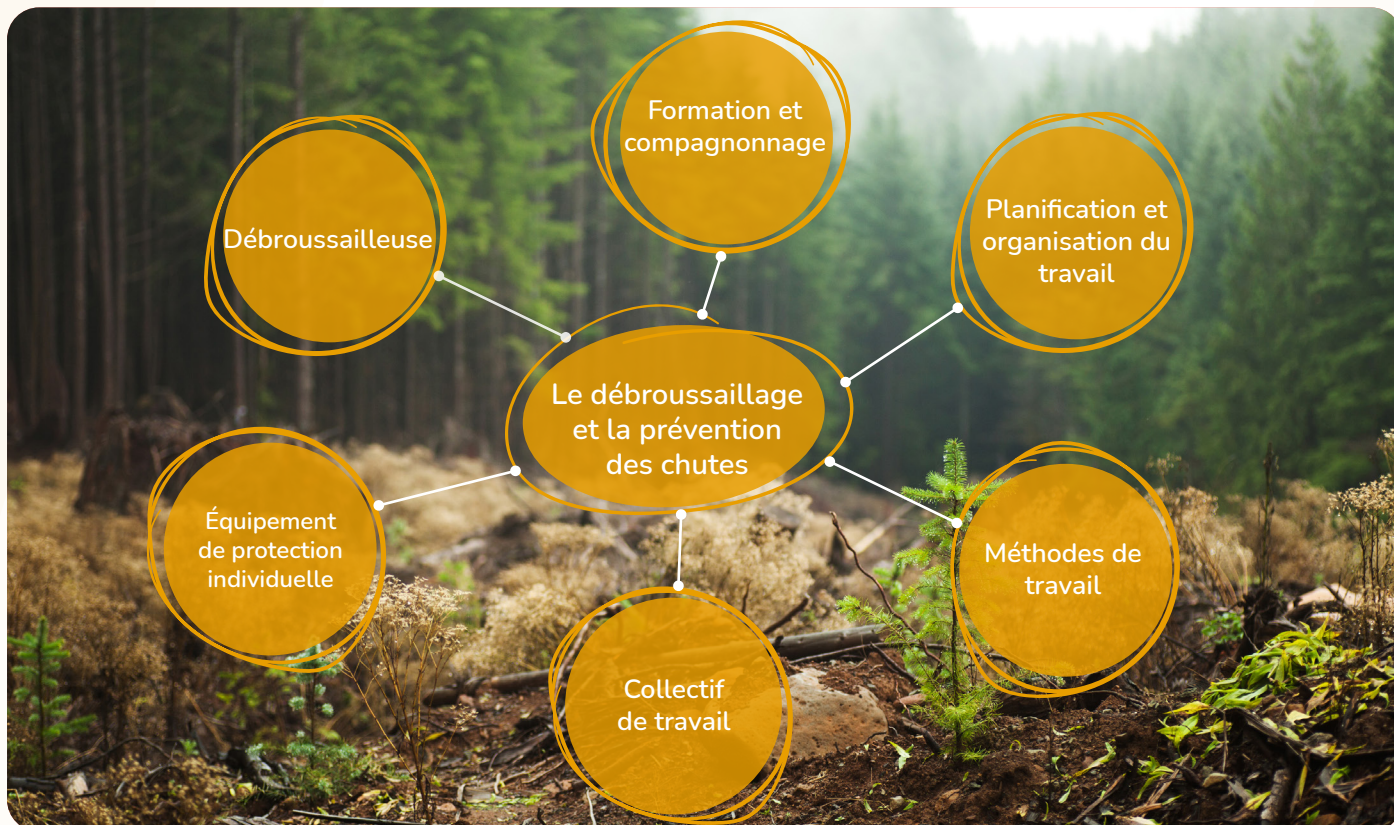 Formation et
compagnonnage
Débroussailleuse
Planification et
organisation du
travail
Le débroussaillage
et la prévention
des chutes
Équipement
de protection
individuelle
Méthodes de
travail
Collectif
de travail